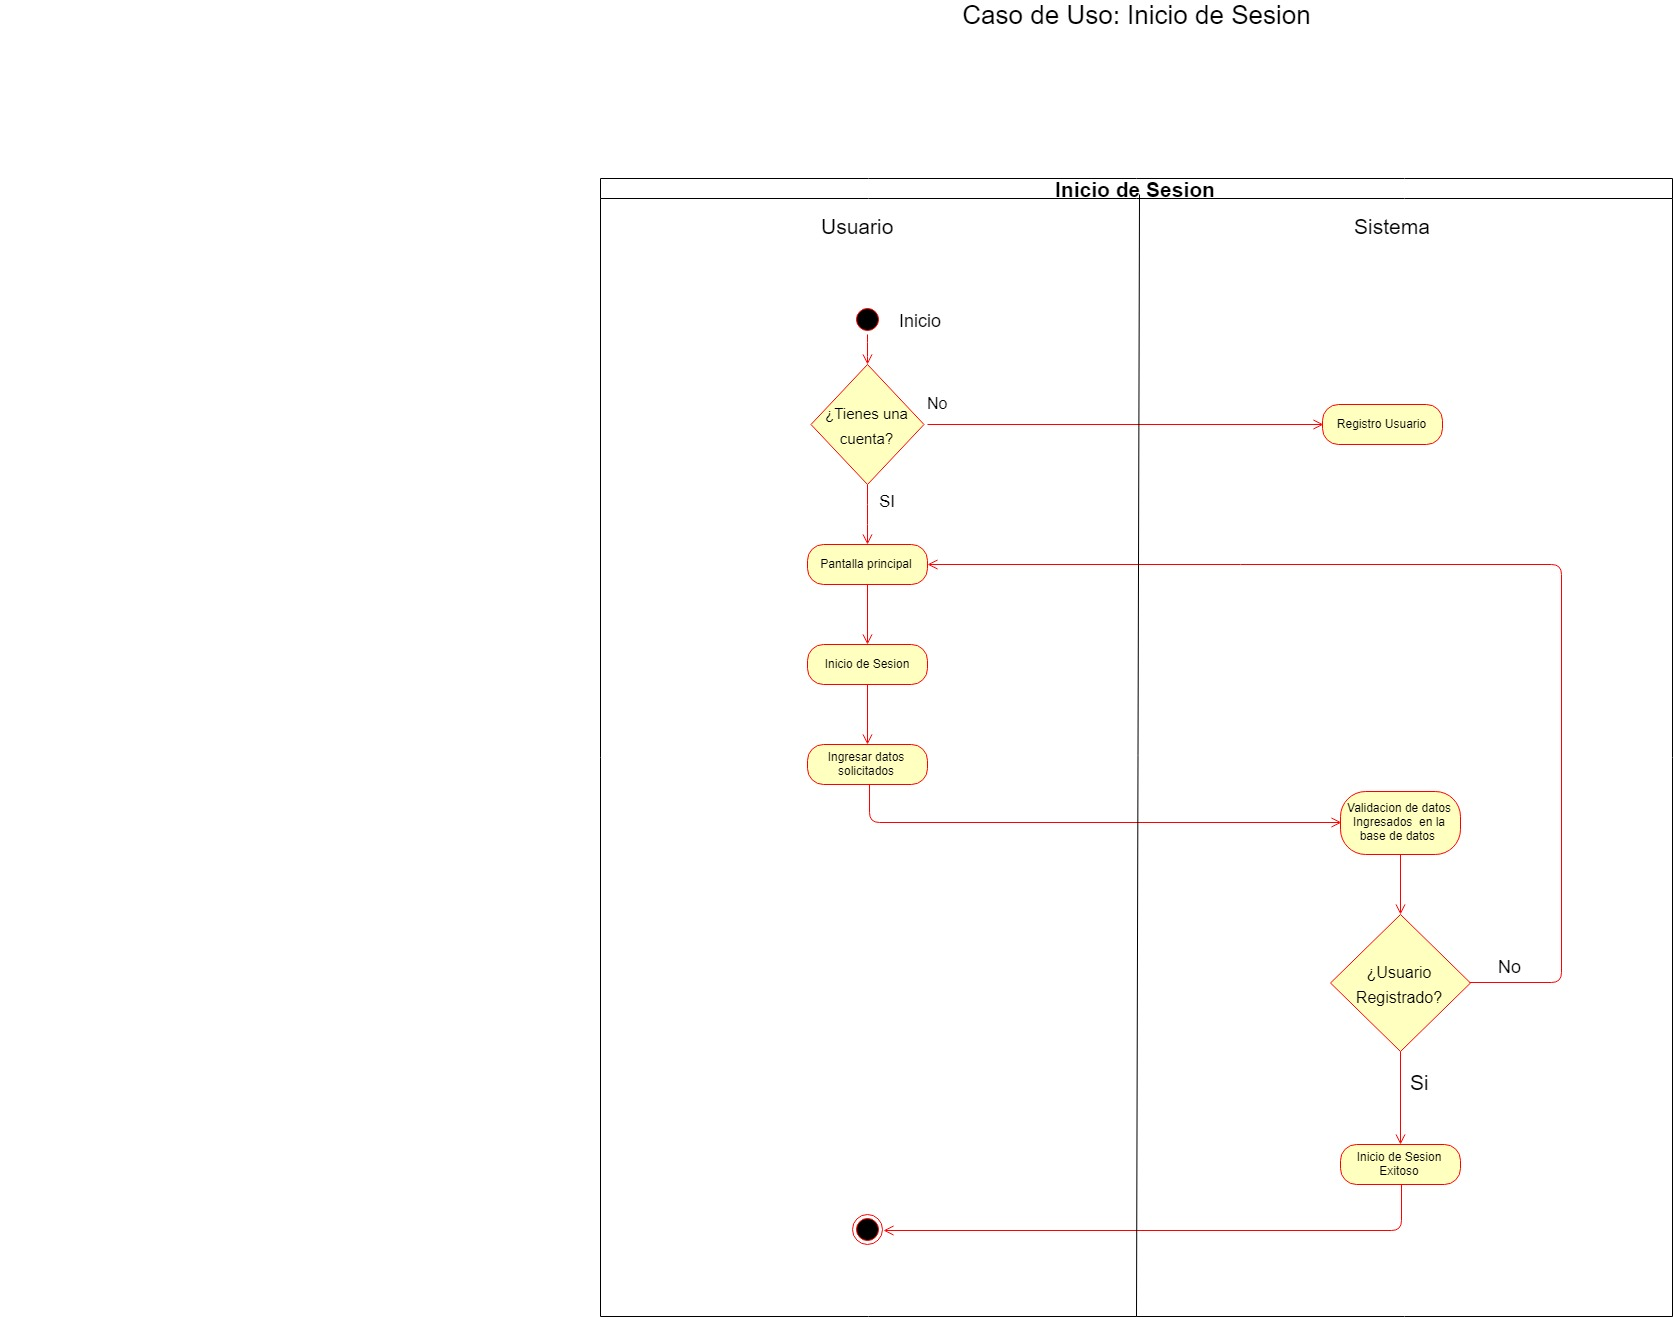 Caso de Uso: Inicio de Sesion
Inicio de Sesion
Usuario
Sistema
Inicio
¿Tienes una
cuenta?
No
Registro Usuario
SI
Pantalla principal
Inicio de Sesion
Ingresar datos
solicitados
Validacion de datos
Ingresados en la
base de datos
¿Usuario
Registrado?
No
Si
Inicio de Sesion
Exitoso